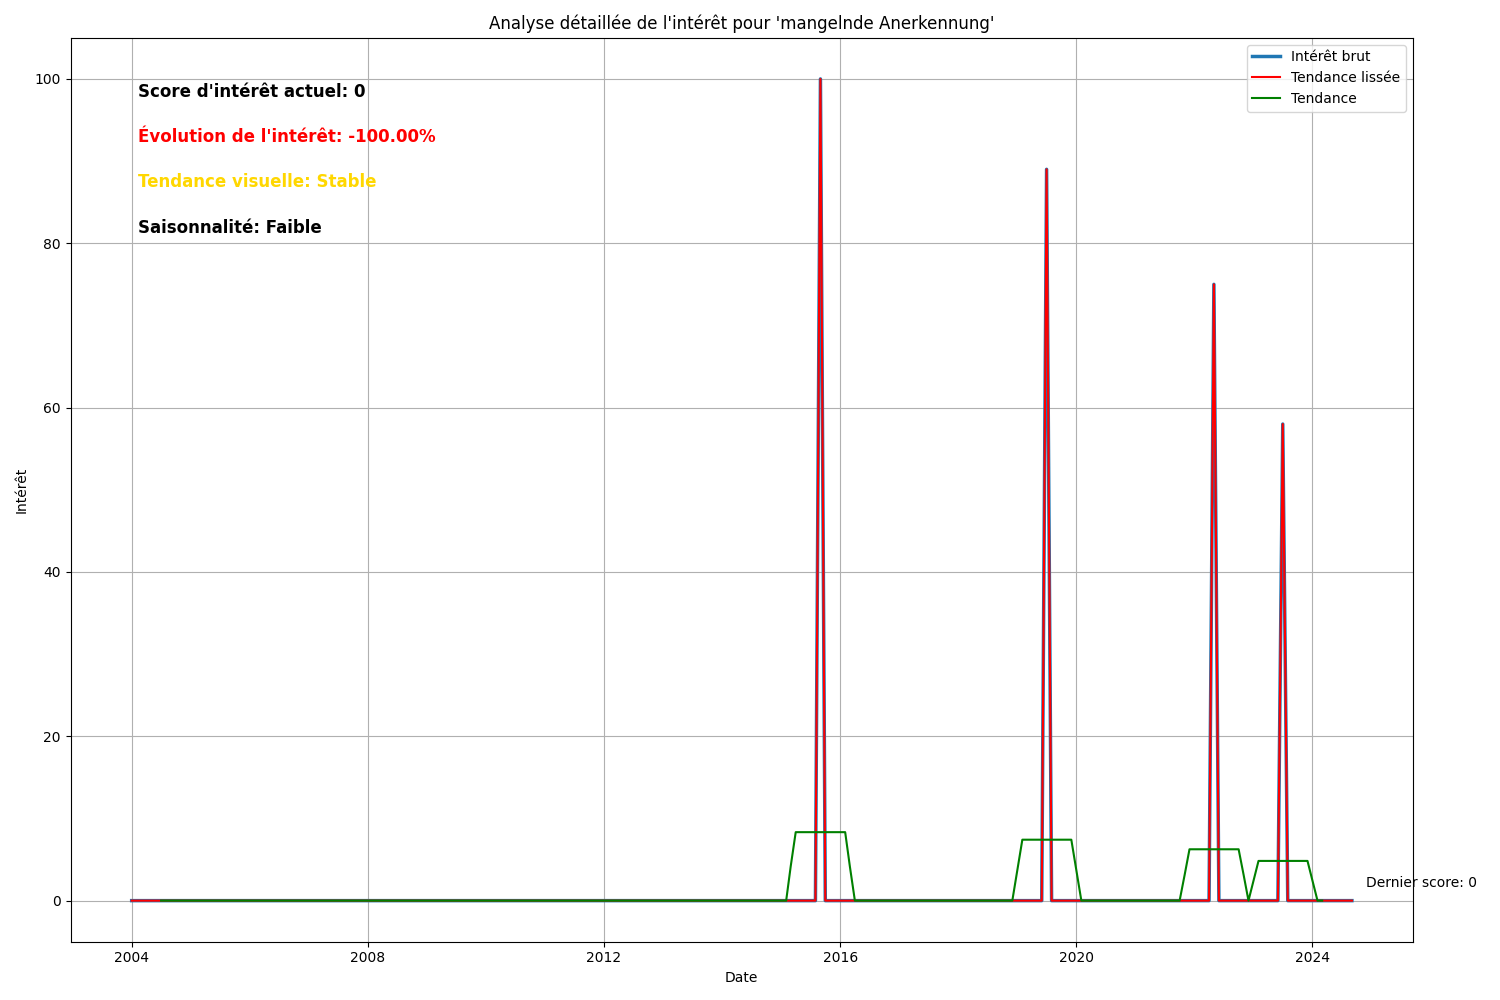 Analyse détaillée de l'intérêt pour 'mangelnde Anerkennung'
Intérêt brut
Tendance lissée
Tendance
Score d'intérêt actuel: 0
Évolution de l'intérêt: -100.00%
Tendance visuelle: Stable
Saisonnalité: Faible
100
80
60
40
20
0
Intérêt
Dernier score: 0
2004
2008
2012
2016
2020
2024
Date